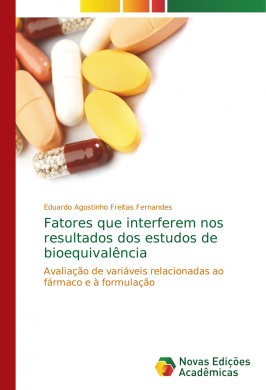 Eduardo Agostinho Freitas Fernandes
Fatores que interferem nos
resultados dos estudos de
bioequivalência
Avaliação de variáveis relacionadas ao
fármaco e à formulação
Novas Edições
Acadêmicas